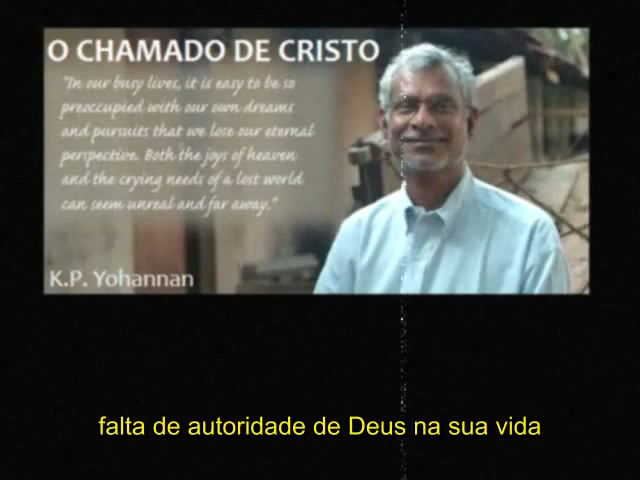 O CHAMADO DE CRISTO
"In our busy lives, it is easy to be so
preoccupied with our own dreams
and pursuits that we lose our eternal
perspective. Both the joys of heaven
and the crying needs of a lost world
can seem unreal and far away."
K.P. Yohannan
falta de autoridade de Deus na sua vida